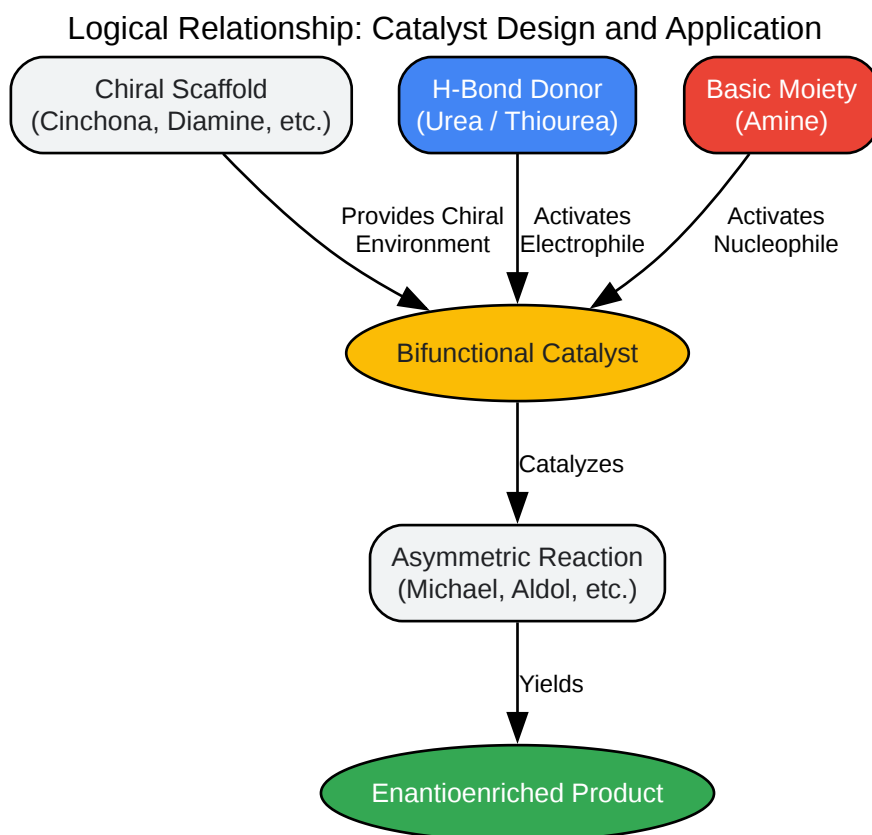 Logical Relationship: Catalyst Design and Application
Chiral Scaffold
(Cinchona, Diamine, etc.)
H-Bond Donor
(Urea / Thiourea)
Basic Moiety
(Amine)
Provides Chiral
Environment
Activates
Electrophile
Activates
Nucleophile
Bifunctional Catalyst
Catalyzes
Asymmetric Reaction
(Michael, Aldol, etc.)
Yields
Enantioenriched Product